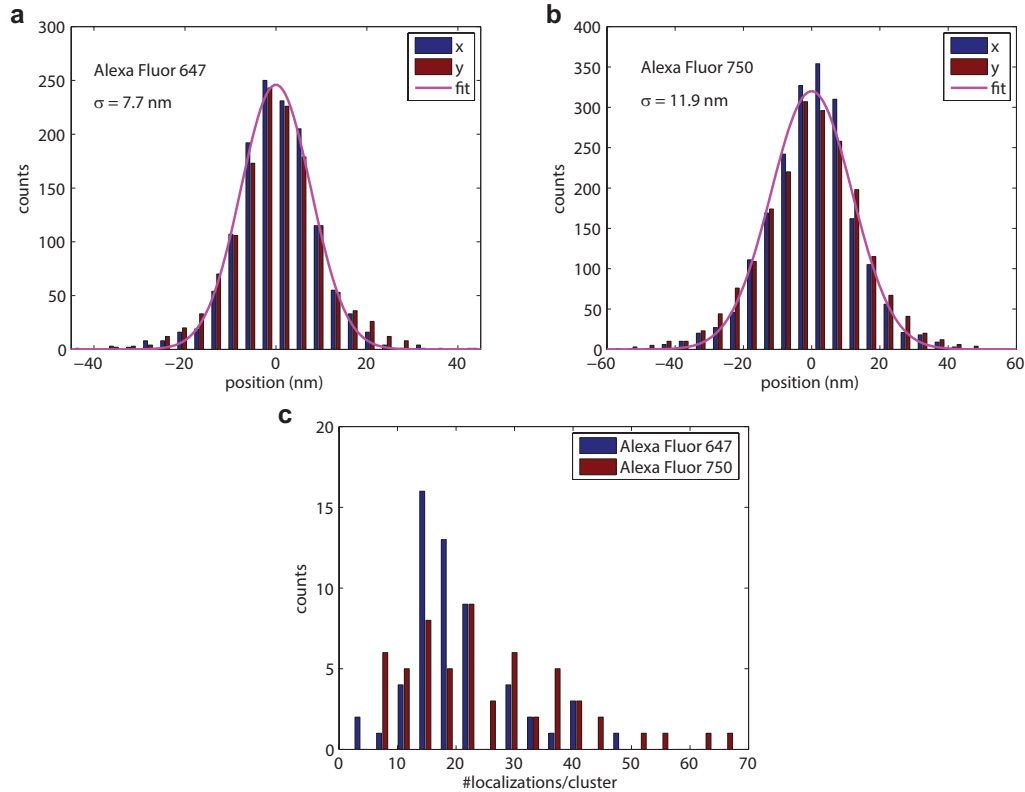 a
300
250
200
150
100
50
0
counts
Alexa Fluor 647
σ = 7.7 nm
x
y
fit
−40
−20
0
20
40
position (nm)
b
400
350
300
250
200
150
100
50
0
counts
Alexa Fluor 750
σ = 11.9 nm
x
y
fit
−60
−40
−20
0
20
40
60
position (nm)
c
20
15
10
5
0
counts
Alexa Fluor 647
Alexa Fluor 750
0
10
20
30
40
50
60
70
#localizations/cluster